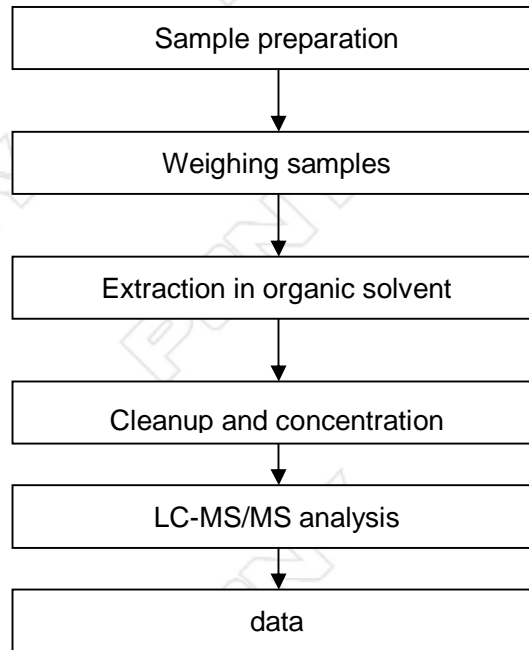 Sample preparation
Weighing samples
Extraction in organic solvent
Cleanup and concentration
LC-MS/MS analysis
data